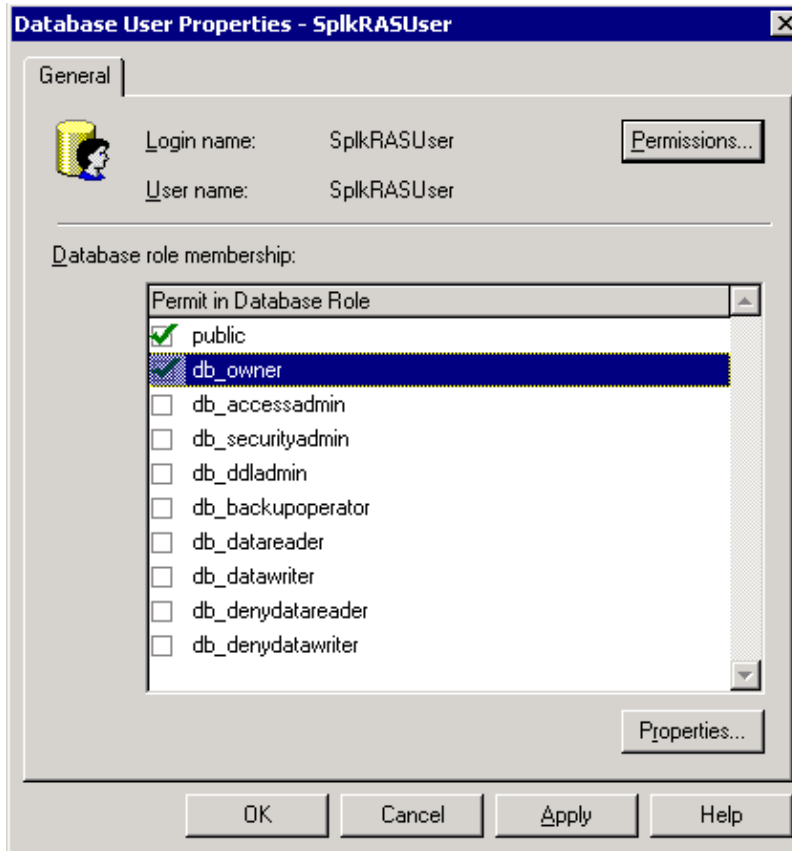 Database User Properties - SplkRASUser
General
Login name: SplkRASUser Permissions...
User name: SplkRASUser
Database role membership:
Permit in Database Role
public
db_owner
db_accessadmin
db_securityadmin
db_ddladmin
db_backupoperator
db_datareader
db_datawriter
db_denydatareader
db_denydatawriter
Properties...
OK Cancel Apply Help